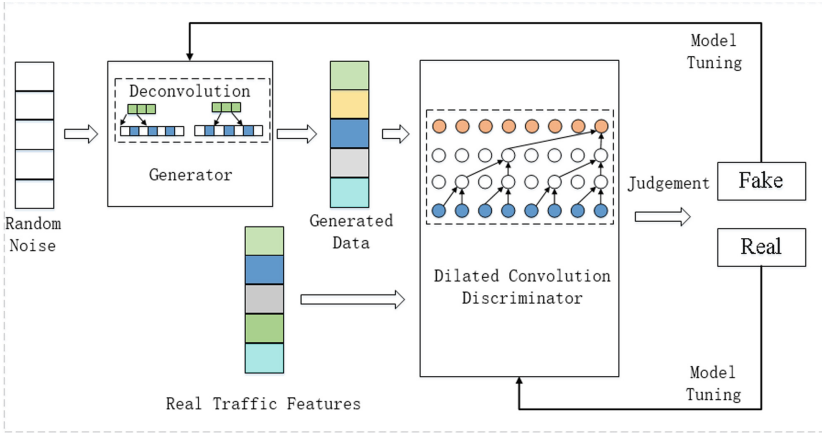 Model
Tuning
Deconvolution
Generator
Random
Noise
Generated
Data
Judgement
Fake
Real
Dilated Convolution
Discriminator
Real Traffic Features
Model
Tuning